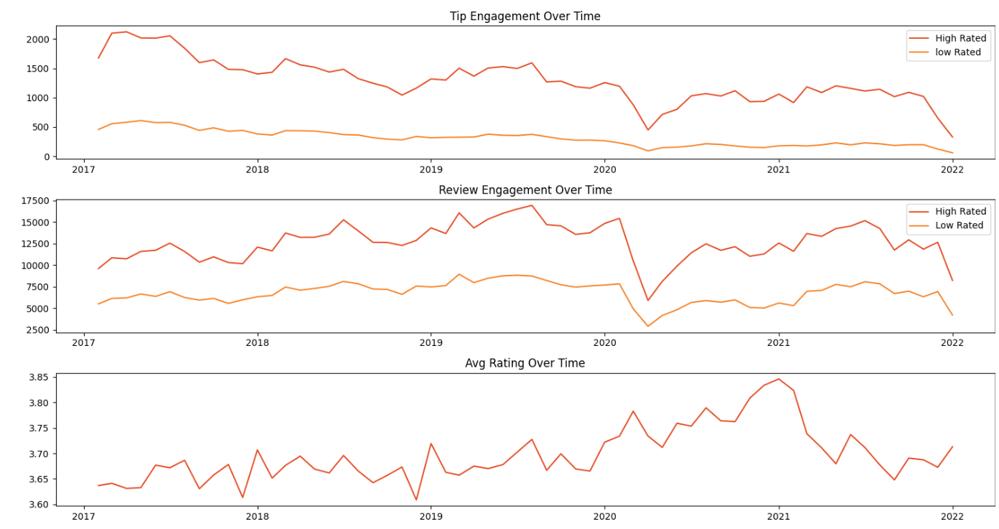 Tip Engagement Over Time
2000
1500
1000
500
0
High Rated
low Rated
2017 2018 2019 2020 2021 2022
Review Engagement Over Time
17500
15000
12500
10000
7500
5000
2500
High Rated
Low Rated
2017 2018 2019 2020 2021 2022
Avg Rating Over Time
3.85
3.80
3.75
3.70
3.65
3.60
2017 2018 2019 2020 2021 2022